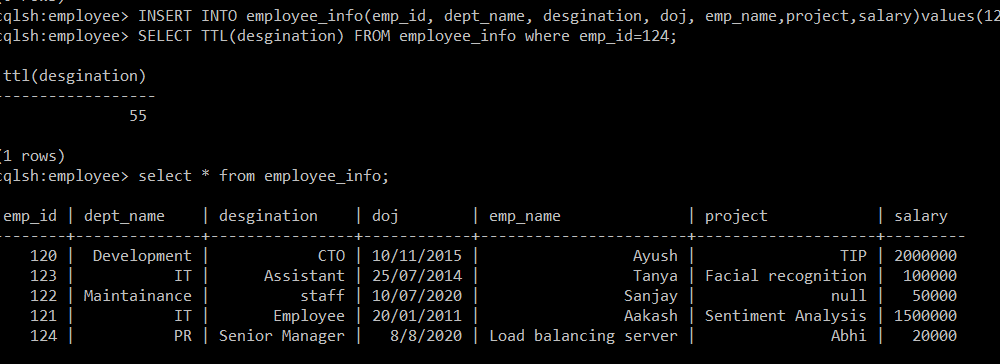 cqlsh:employee> INSERT INTO employee_info(emp_id, dept_name, desgination, doj, emp_name,project,salary)values(12
cqlsh:employee> SELECT TTL(desgination) FROM employee_info where emp_id=124;
ttl(desgination)
------------------
55
(1 rows)
cqlsh:employee> select * from employee_info;
emp_id | dept_name | desgination | doj | emp_name | project | salary
--------+-------------+----------------+------------+-----------------------+--------------------+---------
120 | Development | CTO | 10/11/2015 | Ayush | TIP | 2000000
123 | IT | Assistant | 25/07/2014 | Tanya | Facial recognition | 100000
122 | Maintainance | staff | 10/07/2020 | Sanjay | null | 50000
121 | IT | Employee | 20/01/2011 | Aakash | Sentiment Analysis | 1500000
124 | PR | Senior Manager | 8/8/2020 | Load balancing server | Abhi | 20000